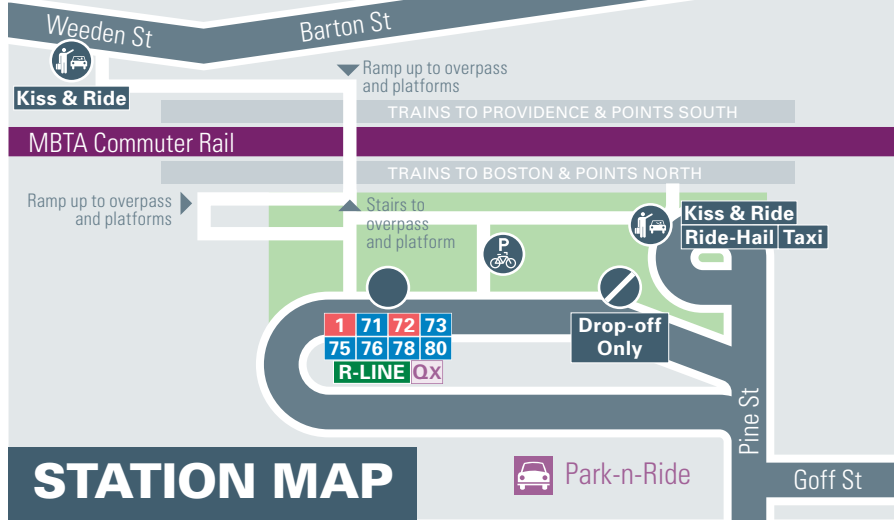 Weeden St
Barton St
Kiss & Ride
Ramp up to overpass
and platforms
TRAINS TO PROVIDENCE & POINTS SOUTH
MBTA Commuter Rail
TRAINS TO BOSTON & POINTS NORTH
Ramp up to overpass
and platforms
Stairs to
overpass
and platform
P
Kiss & Ride
Ride-Hail Taxi
1 71 72 73
75 76 78 80
R-LINE Qx
Drop-off
Only
Pine St
STATION MAP
Park-n-Ride
Goff St